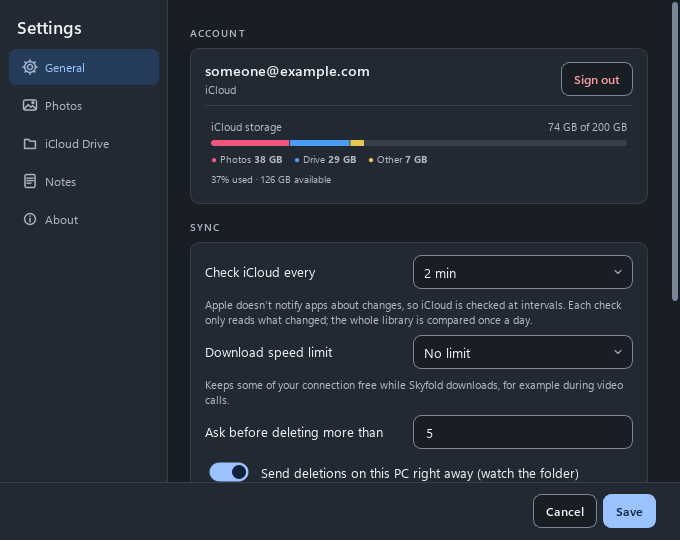 Settings
General
Photos
iCloud Drive
Notes
About
ACCOUNT
someone@example.com
iCloud
Sign out
iCloud storage
74 GB of 200 GB
Photos 38 GB
Drive 29 GB
Other 7 GB
37% used · 126 GB available
SYNC
Check iCloud every
2 min
Apple doesn't notify apps about changes, so iCloud is checked at intervals. Each check
only reads what changed; the whole library is compared once a day.
Download speed limit
No limit
Keeps some of your connection free while Skyfold downloads, for example during video
calls.
Ask before deleting more than
5
Send deletions on this PC right away (watch the folder)
Cancel
Save